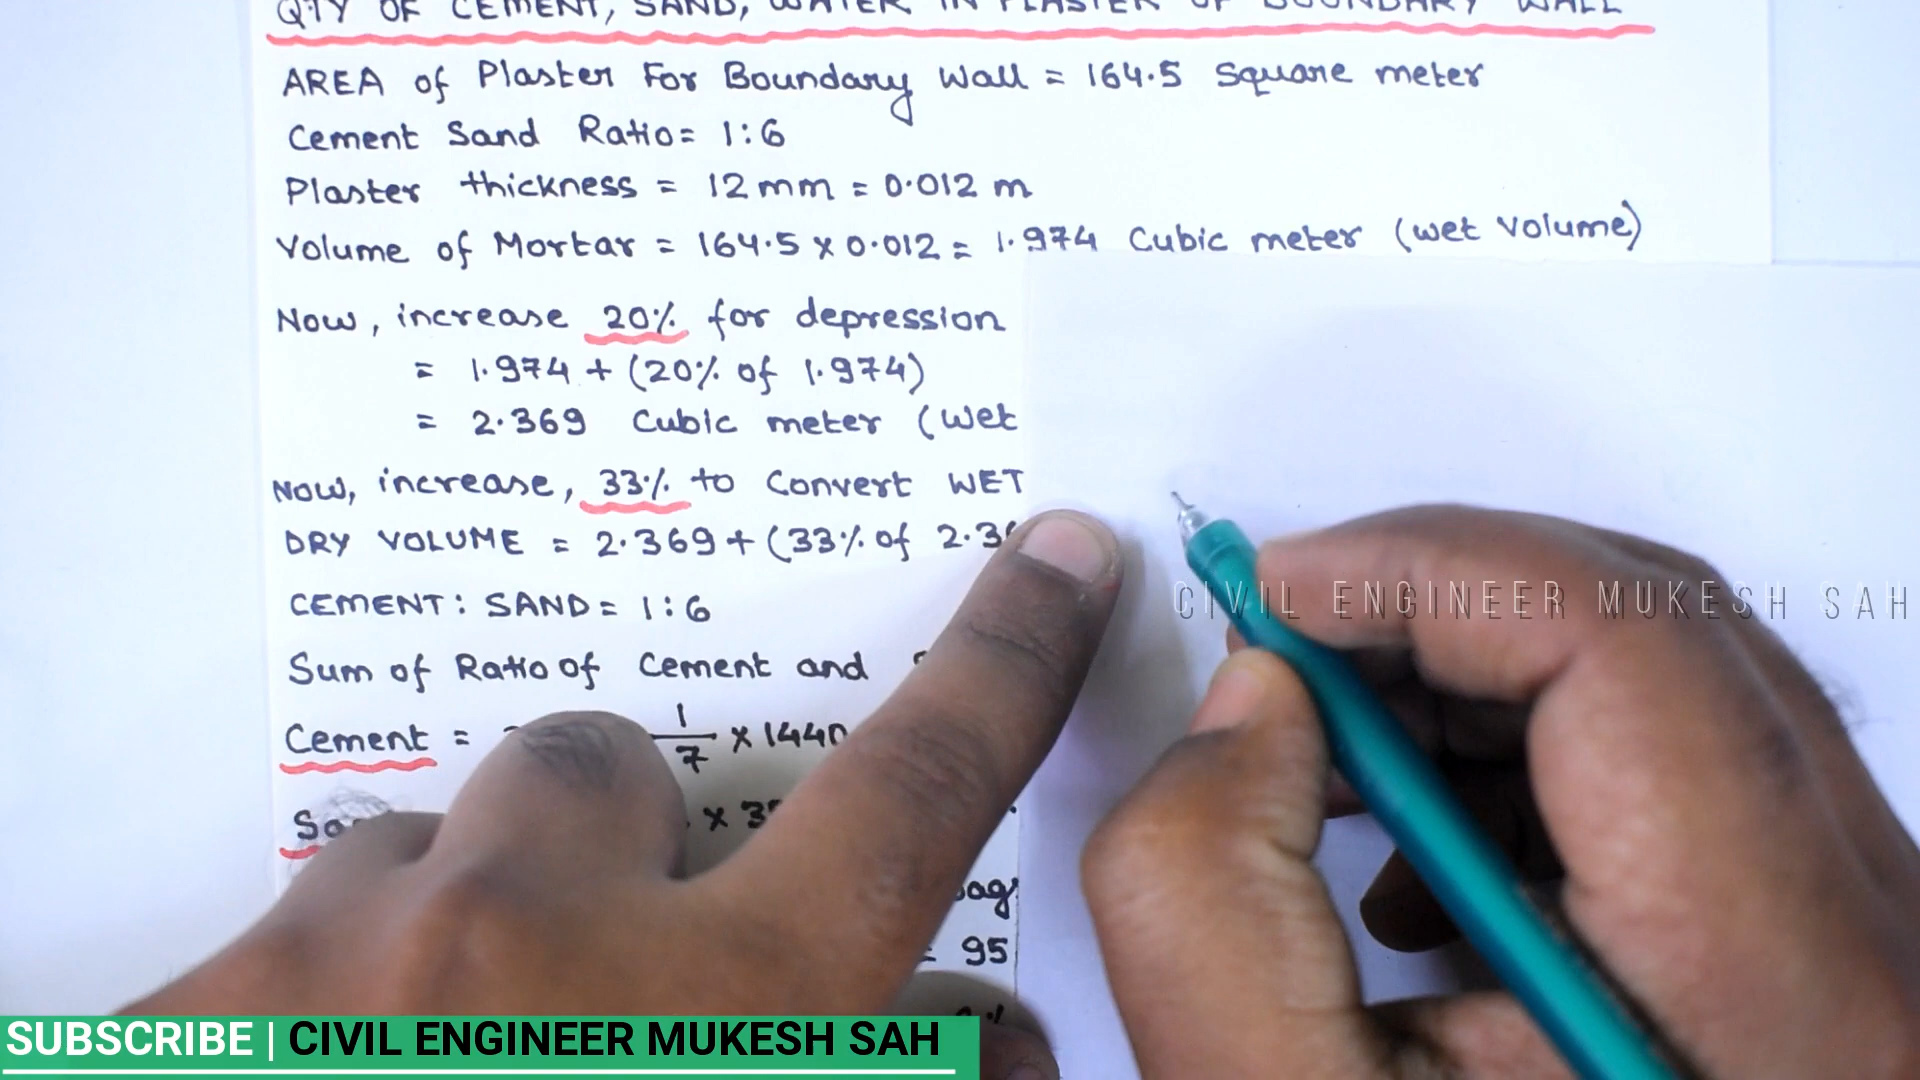 QTY OF CEMENT, SAND, WATER IN PLASTER OF BOUNDARY WALL
AREA of Plaster For Boundary Wall = 164.5 Square meter
Cement Sand Ratio = 1:6
Plaster thickness = 12 mm = 0.012 m
Volume of Mortar = 164.5 x 0.012 = 1.974 Cubic meter (wet volume)
Now, increase 20% for depression
= 1.974 + (20% of 1.974)
= 2.369 Cubic meter (wet
Now, increase, 33% to Convert WET
DRY VOLUME = 2.369 + (33% of 2.3
CEMENT: SAND = 1:6
Sum of Ratio of Cement and
Cement = 1/7 x 1440
x 3
95
CIVIL ENGINEER MUKESH SAH
SUBSCRIBE | CIVIL ENGINEER MUKESH SAH